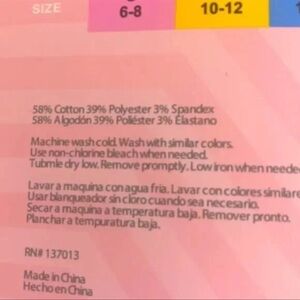 SIZE 6-8 10-12
58% Cotton 39% Polyester 3% Spandex
58% Algodón 39% Poliéster 3% Elastano
Machine wash cold. Wash with similar colors.
Use non-chlorine bleach when needed.
Tubmle dry low. Remove promptly. Low iron when neede
Lavar a maquina con agua fria. Lavar con colores similare
Usar blanqueador sin cloro cuando sea necesario.
Secar a maquina a temperatura baja. Remover pronto.
Planchar a tempuratura baja.
RN# 137013
Made in China
Hecho en China